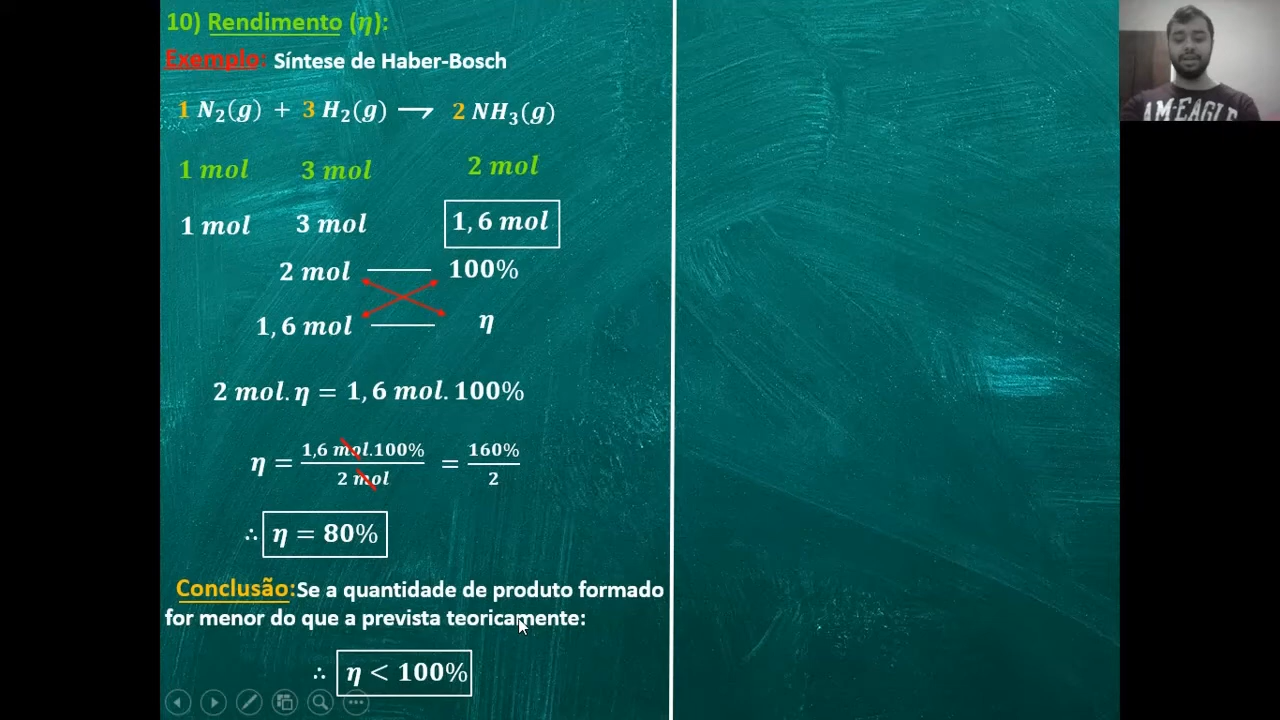 10) Rendimento (η):
Exemplo: Síntese de Haber-Bosch
1 N₂(g) + 3 H₂(g) → 2 NH₃(g)
1 mol 3 mol 2 mol
1 mol 3 mol 1,6 mol
2 mol —— 100%
1,6 mol —— η
2 mol.η = 1,6 mol.100%
η = 1,6 mol.100% / 2 mol = 160% / 2
∴ η = 80%
Conclusão:Se a quantidade de produto formado
for menor do que a prevista teoricamente:
∴ η < 100%
AM-EAGLE